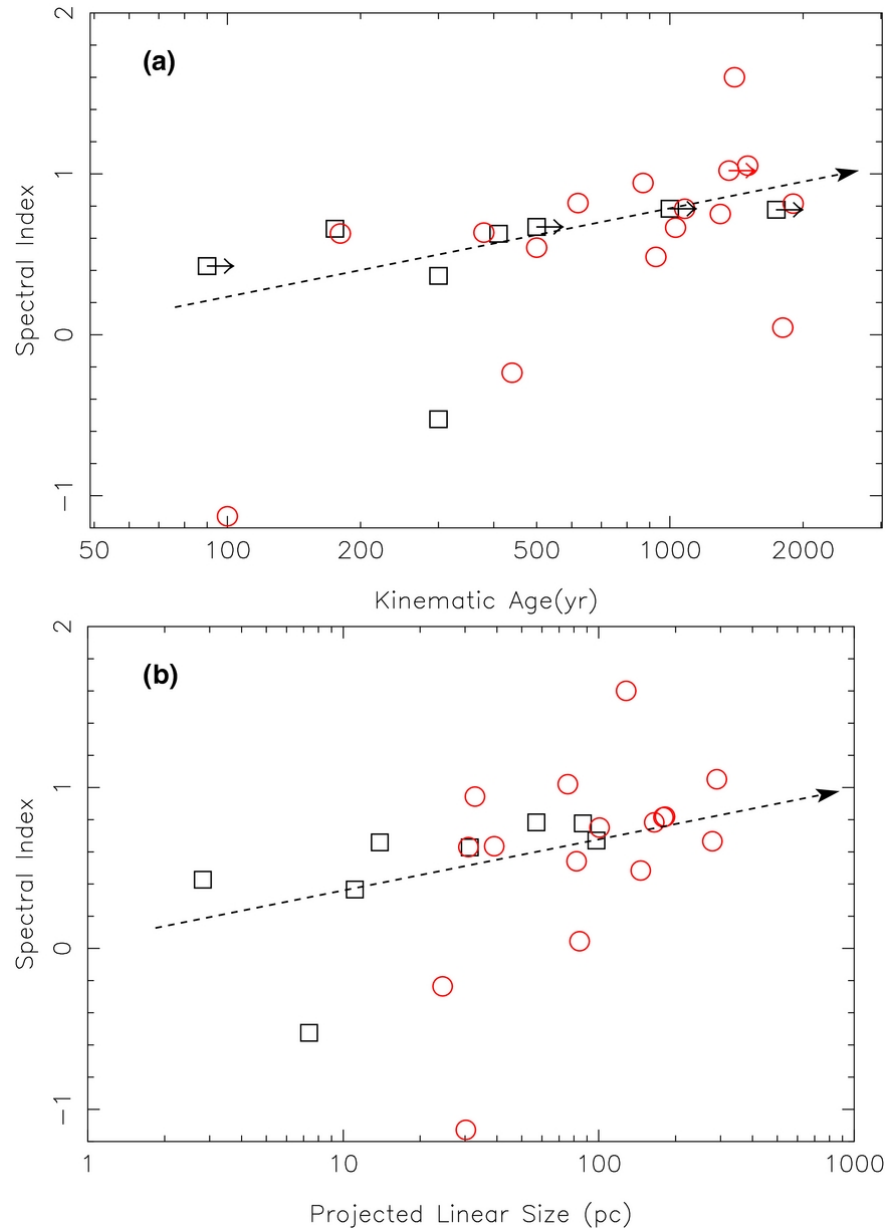 (a)
2
1
0
−1
Spectral Index
50 100 200 500 1000 2000
Kinematic Age(yr)
(b)
2
1
0
−1
Spectral Index
1 10 100 1000
Projected Linear Size (pc)